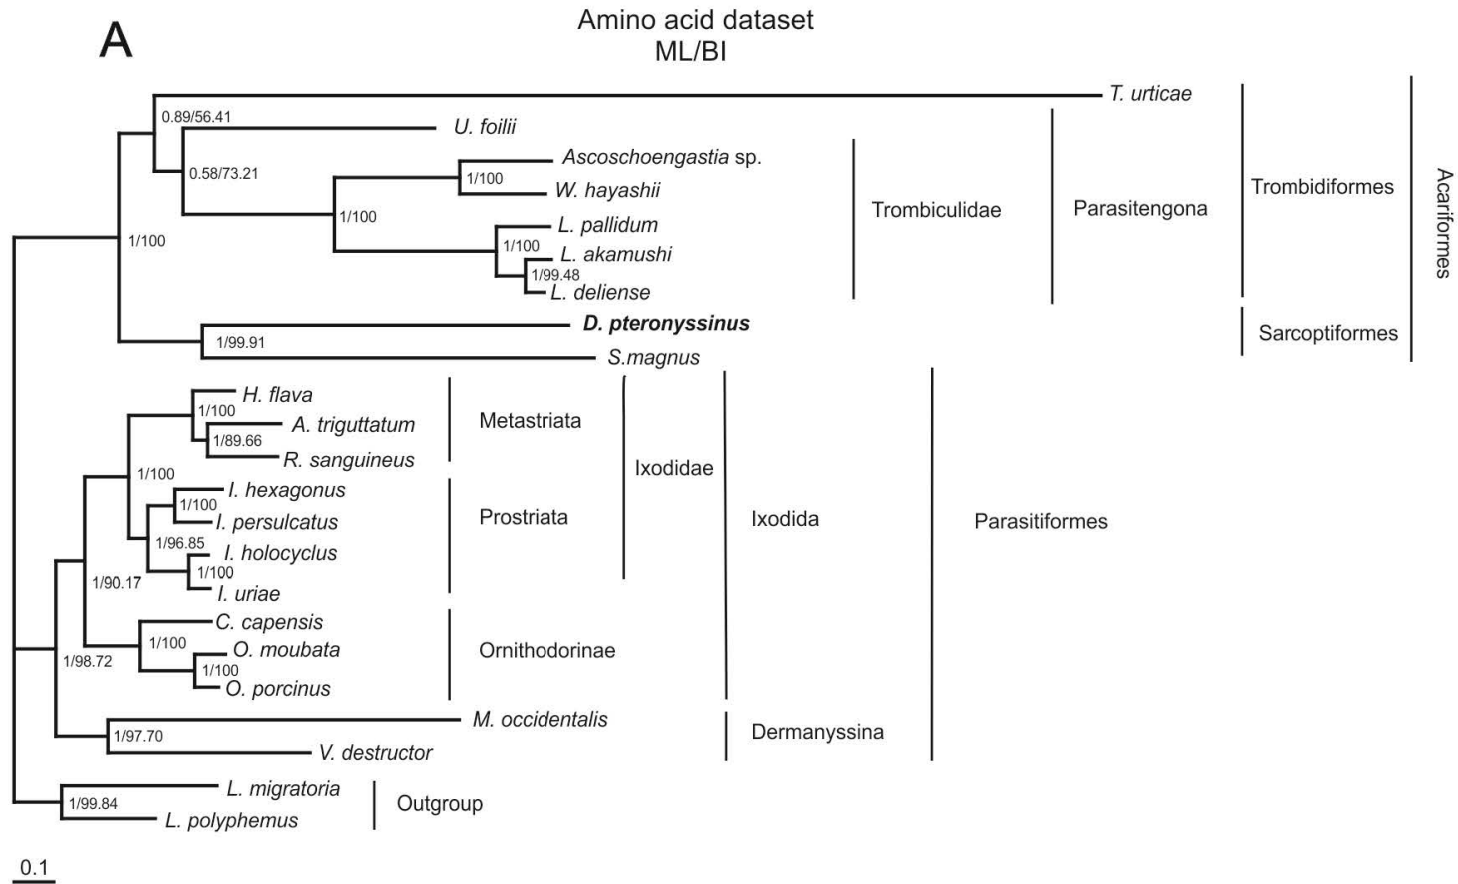 A
Amino acid dataset
ML/BI
T. urticae
0.89/56.41
U. foilii
Ascoschoengastia sp.
0.58/73.21
1/100
W. hayashii
Trombidiformes
Acariformes
Trombiculidae
Parasitengona
1/100
L. pallidum
1/100
1/100
L. akamushi
1/99.48
L. deliense
D. pteronyssinus
Sarcoptiformes
1/99.91
S.magnus
H. flava
1/100
A. triguttatum
Metastriata
1/89.66
R. sanguineus
Ixodidae
1/100
I. hexagonus
1/100
I. persulcatus
Prostriata
Ixodida
Parasitiformes
1/96.85
I. holocyclus
1/100
1/90.17
I. uriae
C. capensis
1/100
O. moubata
Ornithodorinae
1/98.72
1/100
O. porcinus
M. occidentalis
1/97.70
Dermanyssina
V. destructor
L. migratoria
1/99.84
Outgroup
L. polyphemus
0.1